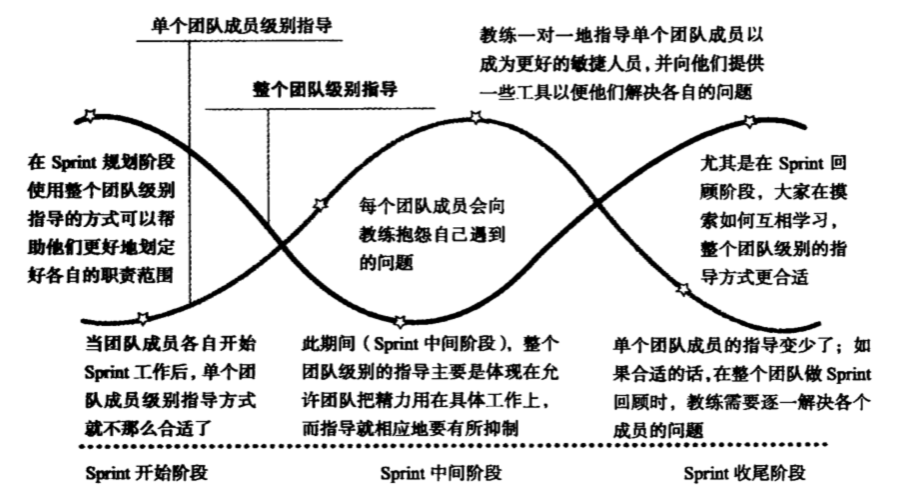 单个团队成员级别指导
整个团队级别指导
教练一对一地指导单个团队成员以
成为更好的敏捷人员,并向他们提供
一些工具以便他们解决各自的问题
在 Sprint 规划阶段
使用整个团队级别
指导的方式可以帮
助他们更好地划定
好各自的职责范围
每个团队成员会向
教练抱怨自己遇到
的问题
尤其是在 Sprint 回
顾阶段，大家在摸
索如何互相学习，
整个团队级别的指
导方式更合适
当团队成员各自开始
Sprint 工作后，单个团
队成员级别指导方式
就不那么合适了
此期间（Sprint 中间阶段），整个
团队级别的指导主要是体现在允
许团队把精力用在具体工作上，
而指导就相应地要有所抑制
单个团队成员的指导变少了；如
果合适的话,在整个团队做 Sprint
回顾时，教练需要逐一解决各个
成员的问题
Sprint 开始阶段
Sprint 中间阶段
Sprint 收尾阶段